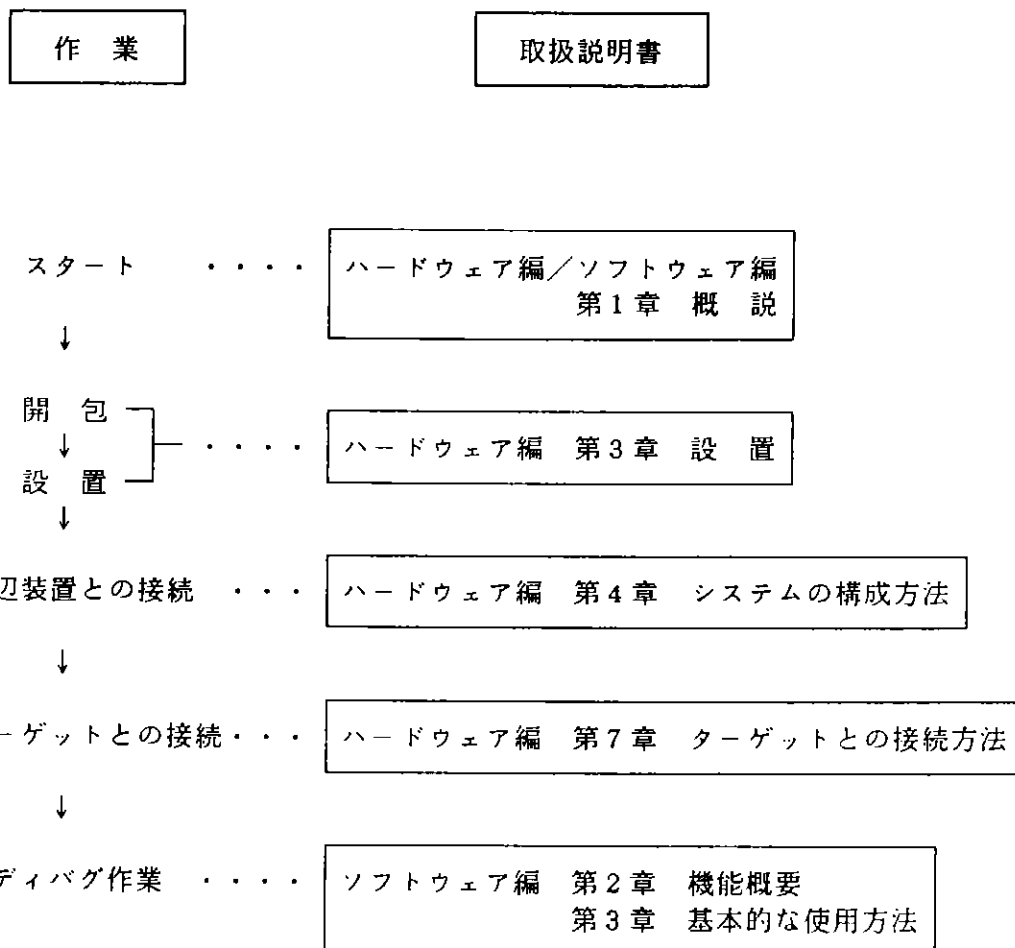 作 業 取扱説明書
スタート ・・・・ ハードウェア編／ソフトウェア編
第1章 概 説
↓
開 包
↓ ・・・・ ハードウェア編 第3章 設 置
設 置
↓
辺装置との接続 ・・・ ハードウェア編 第4章 システムの構成方法
↓
ーゲットとの接続・・・ ハードウェア編 第7章 ターゲットとの接続方法
↓
ディバグ作業 ・・・・ ソフトウェア編 第2章 機能概要
第3章 基本的な使用方法